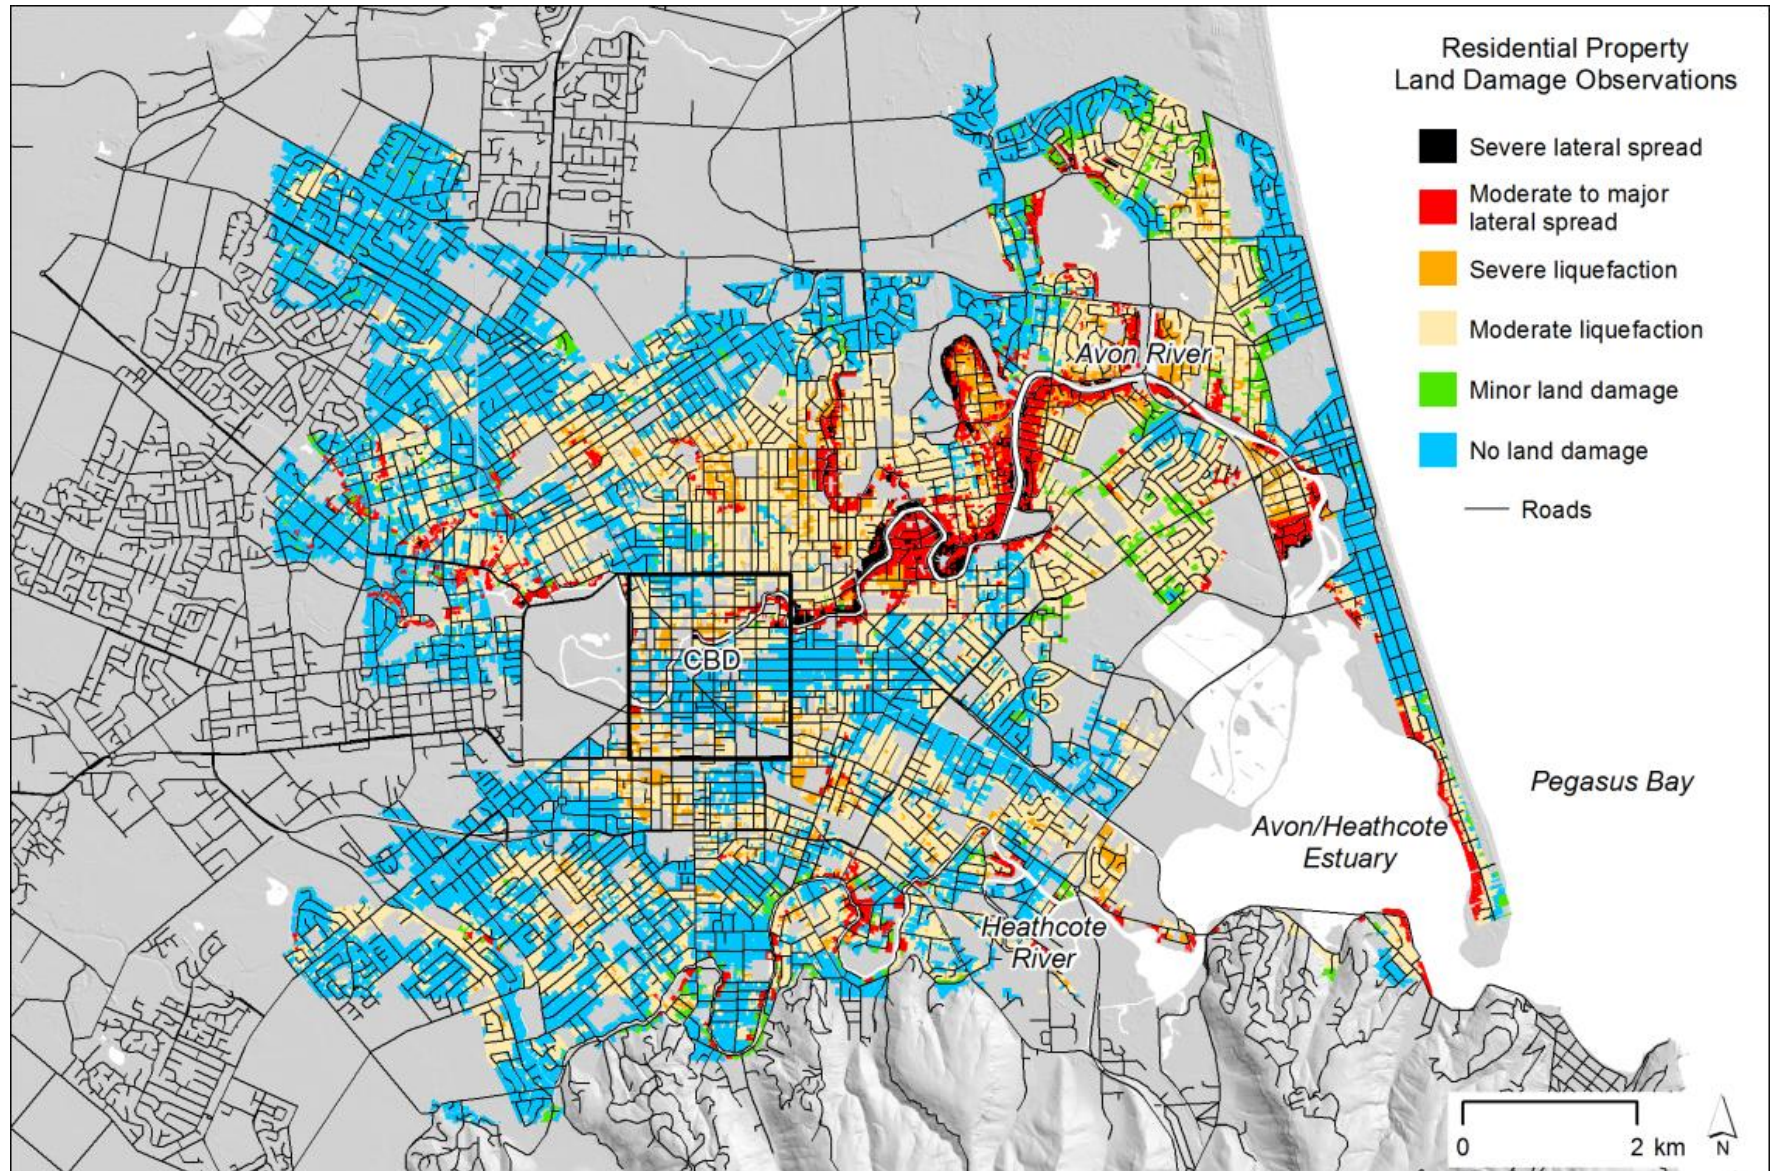 Residential Property
Land Damage Observations
Severe lateral spread
Moderate to major
lateral spread
Severe liquefaction
Moderate liquefaction
Minor land damage
No land damage
Roads
Avon River
CBD
Pegasus Bay
Avon/Heathcote
Estuary
Heathcote
River
0 2 km
N